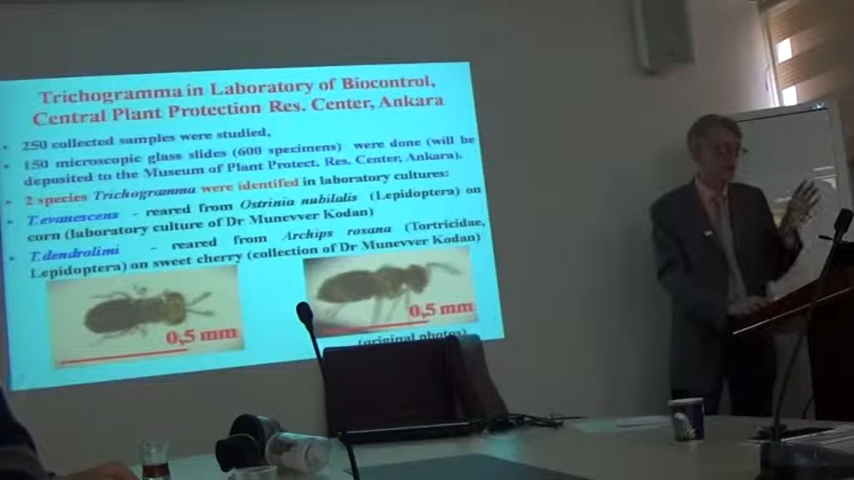 Trichogramma in Laboratory of Biocontrol,
Central Plant Protection Res. Center, Ankara
• 250 collected samples were studied,
• 150 microscopic glass slides (600 specimens) were done (will be
deposited to the Museum of Plant Protect. Res. Center, Ankara)
• 2 species Trichogramma were identifed in laboratory cultures:
• T.evanescens - reared from Ostrinia nubilalis (Lepidoptera) on
corn (laboratory culture of Dr Munevver Kodan)
• T.dendrolimi - reared from Archips rosana (Tortricidae,
Lepidoptera) on sweet cherry (collection of Dr Munevver Kodan)
0,5 mm
0,5 mm
(original photos)